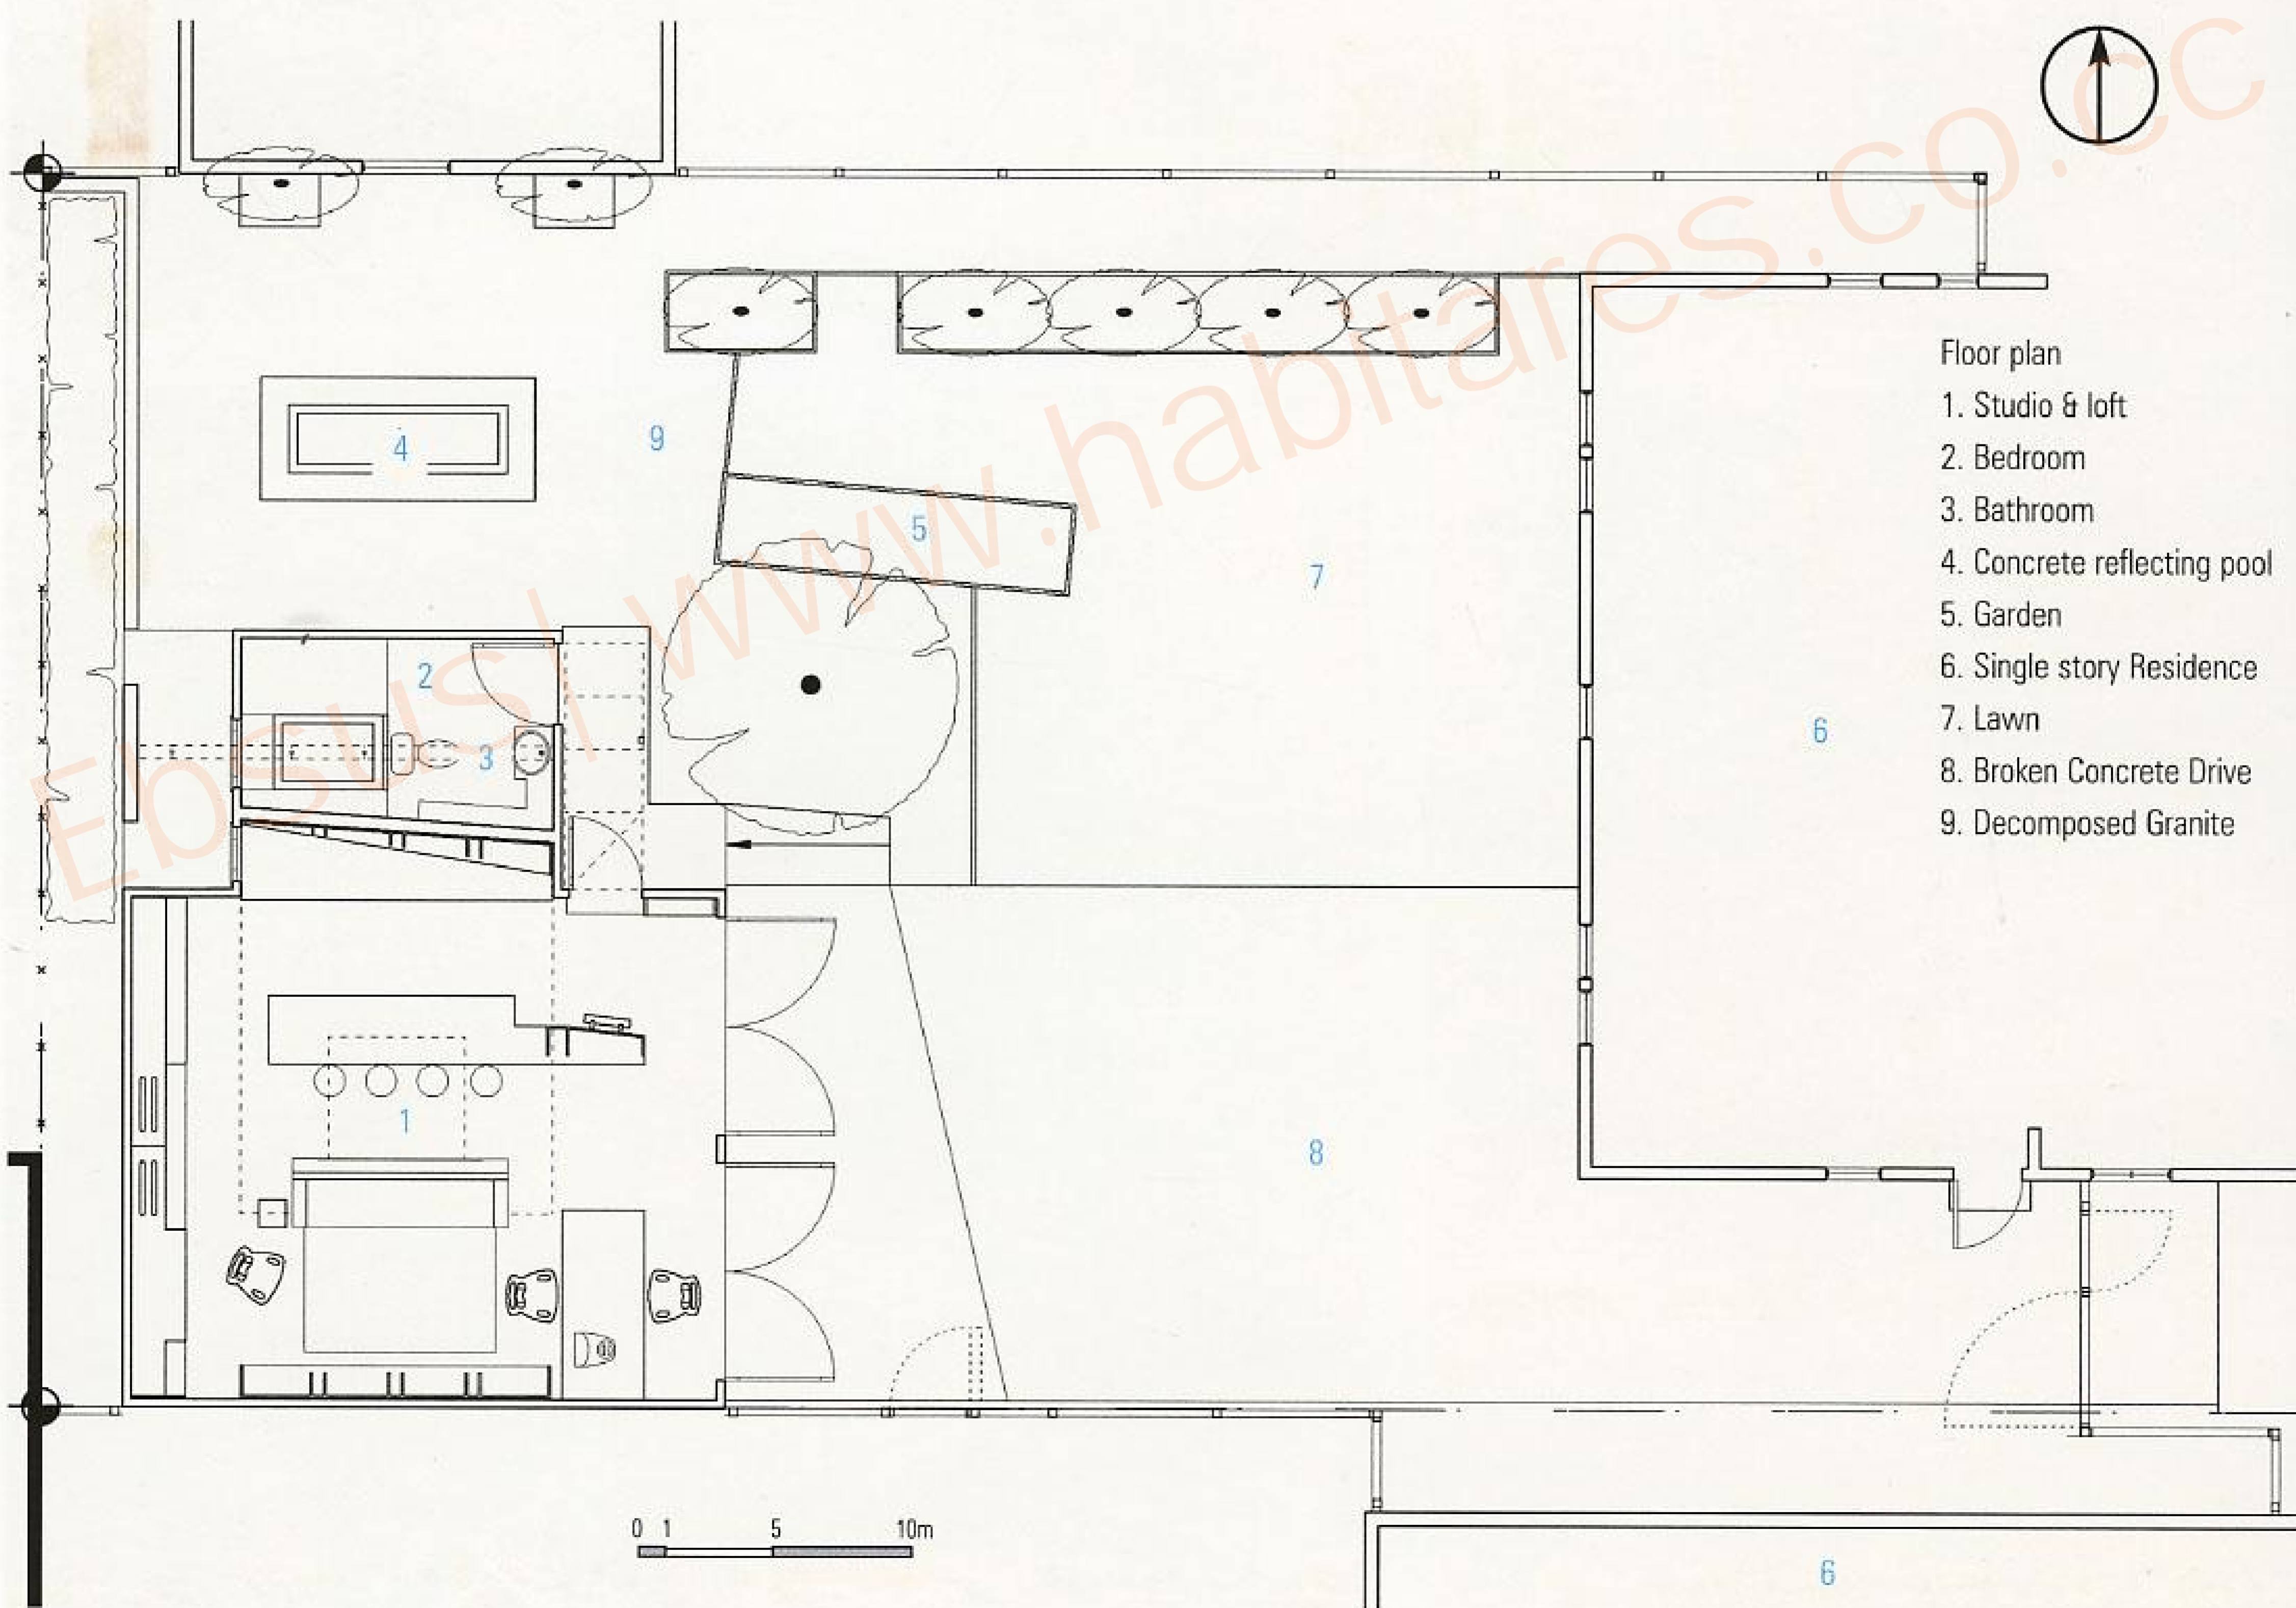 Floor plan
1. Studio & loft
2. Bedroom
3. Bathroom
4. Concrete reflecting pool
5. Garden
6. Single story Residence
7. Lawn
8. Broken Concrete Drive
9. Decomposed Granite
4
9
5
7
2
3
6
1
8
0 1 5 10m
6
Ebsus| www.habitares.co.cc